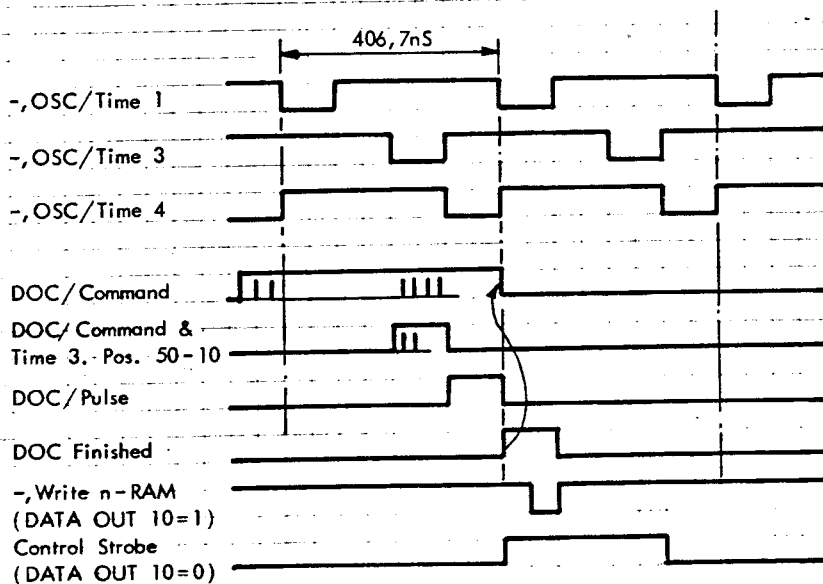 406,7nS
-,OSC/Time 1
-,OSC/Time 3
-,OSC/Time 4
DOC/Command
DOC/Command &
Time 3. Pos. 50-10
DOC/Pulse
DOC Finished
-,Write n-RAM
(DATA OUT 10=1)
Control Strobe
(DATA OUT 10=0)